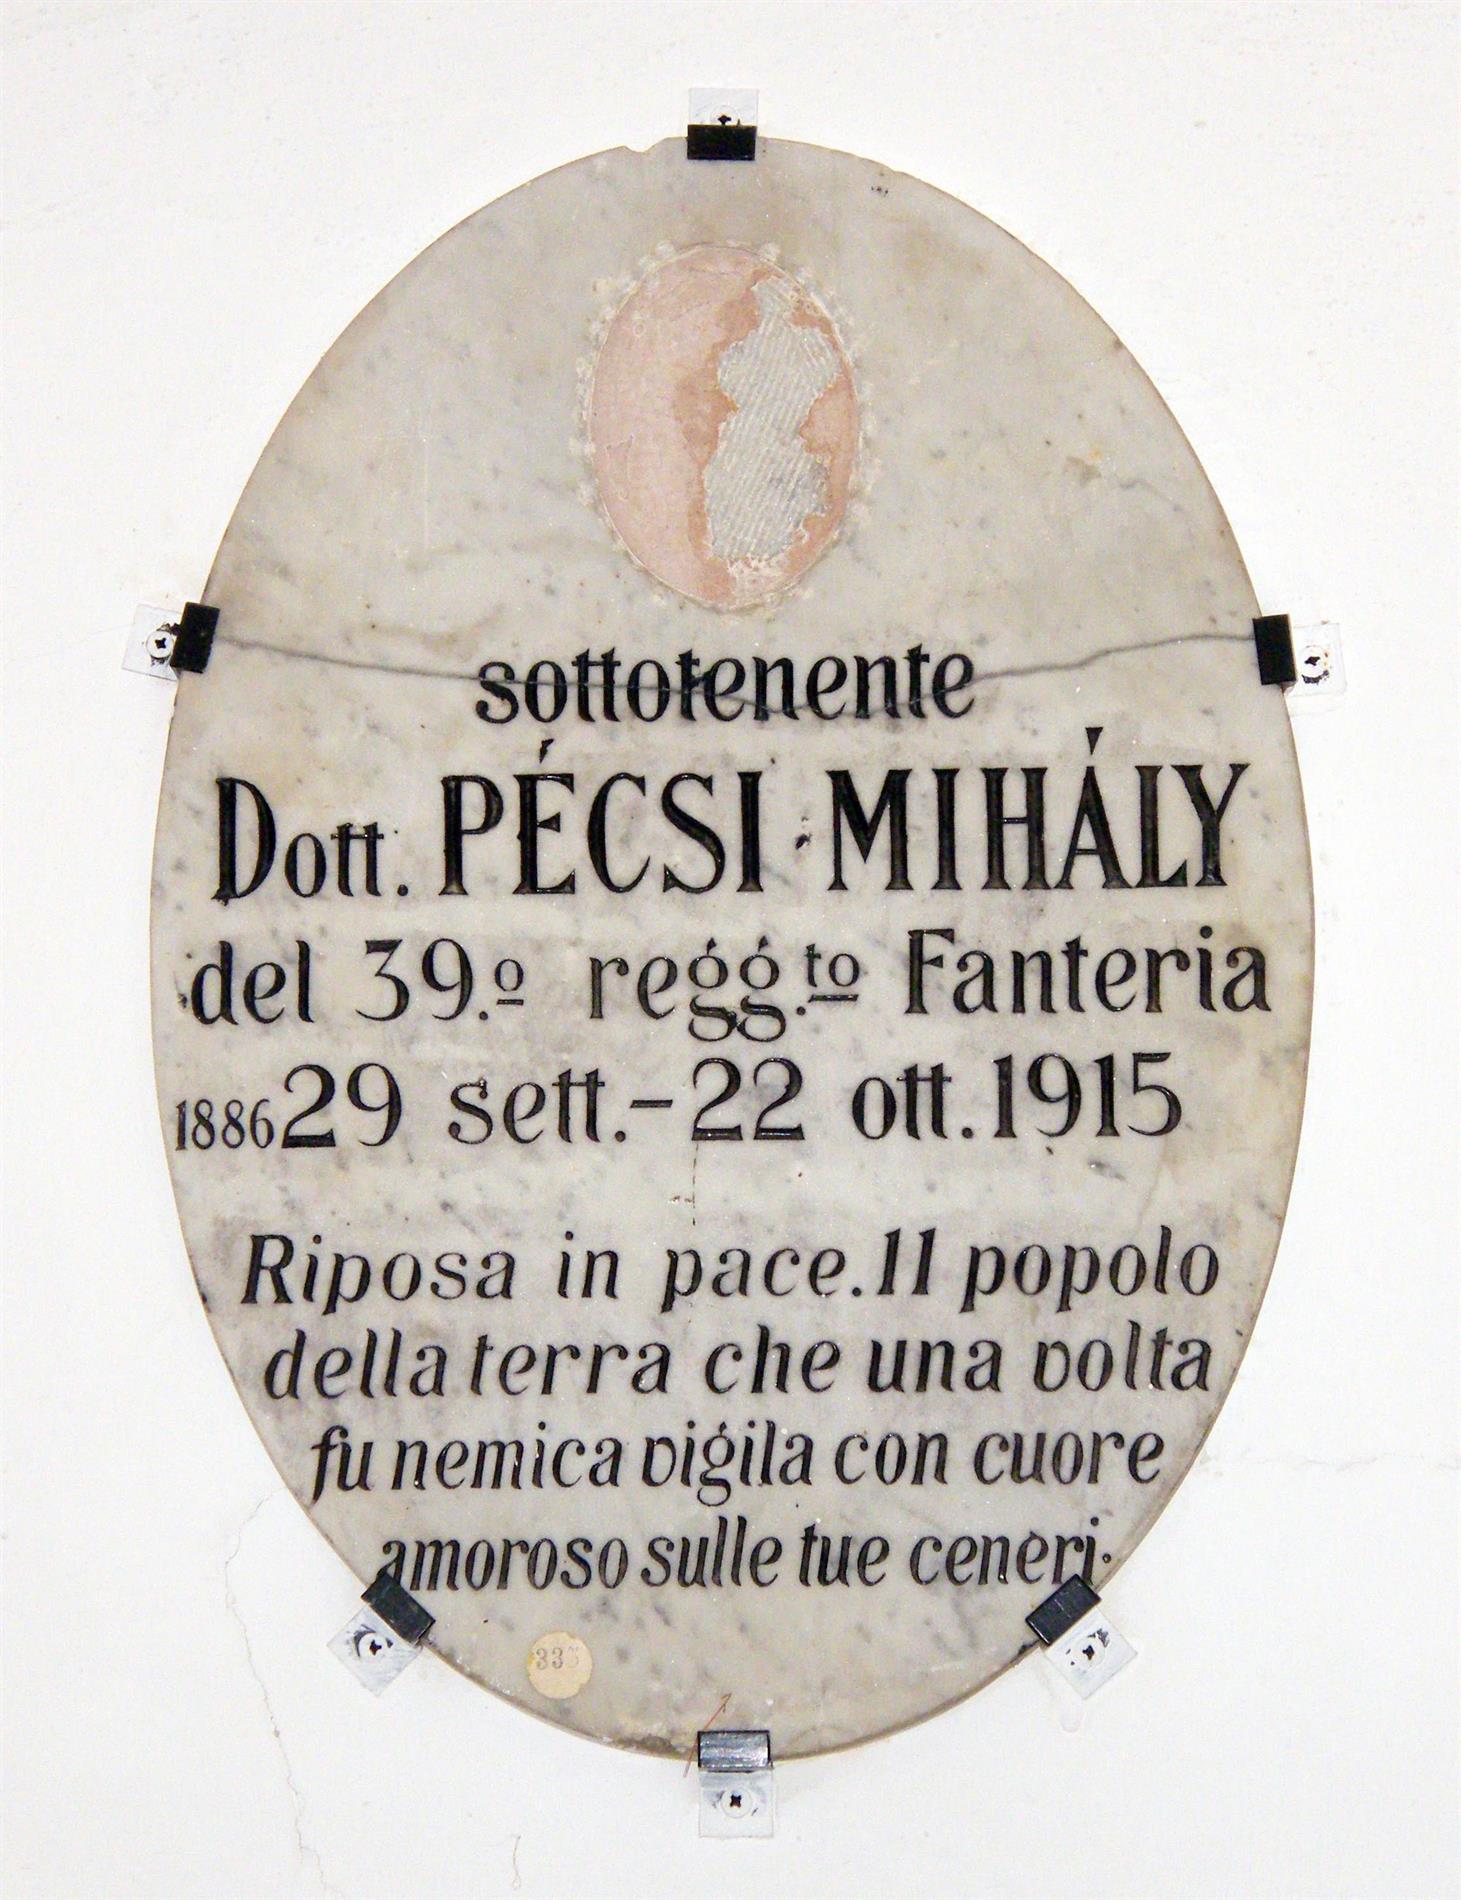 sottotenente
Dott. PÉCSI MIHÁLY
del 39.º regg.to Fanteria
1886 29 sett.-22 ott. 1915
Riposa in pace. Il popolo
della terra che una volta
fu nemica vigila con cuore
amoroso sulle tue ceneri.